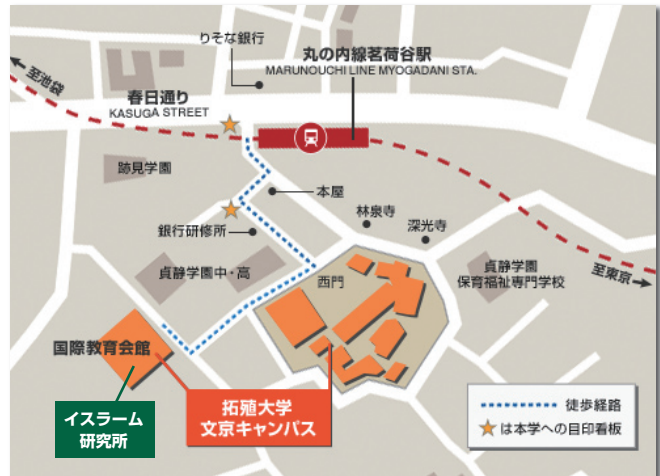 りそな銀行
丸の内線茗荷谷駅
MARUNOUCHI LINE MYOGADANI STA.
至池袋
春日通り
KASUGA STREET
跡見学園
本屋
林泉寺
深光寺
銀行研修所
貞静学園中・高
西門
貞静学園
保育福祉専門学校
至東京
国際教育会館
イスラーム
研究所
拓殖大学
文京キャンパス
徒歩経路
は本学への目印看板